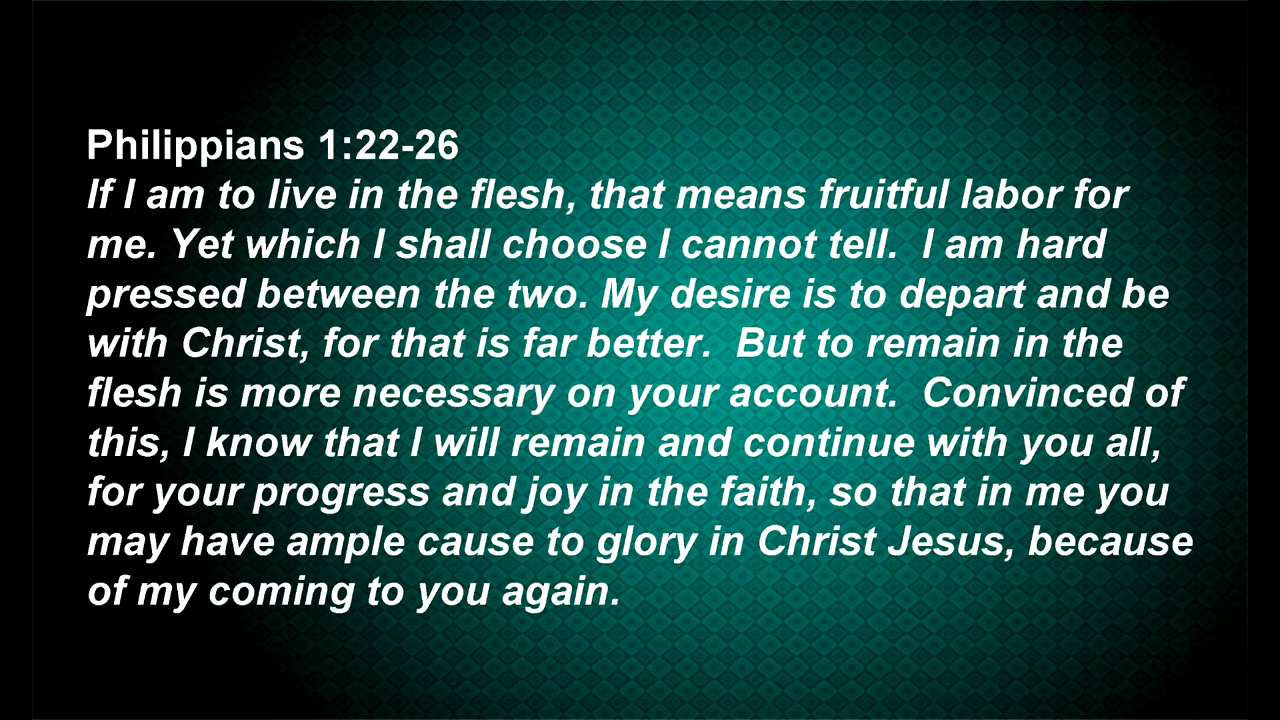 Philippians 1:22-26
If I am to live in the flesh, that means fruitful labor for
me. Yet which I shall choose I cannot tell.  I am hard
pressed between the two. My desire is to depart and be
with Christ, for that is far better.  But to remain in the
flesh is more necessary on your account.  Convinced of
this, I know that I will remain and continue with you all,
for your progress and joy in the faith, so that in me you
may have ample cause to glory in Christ Jesus, because
of my coming to you again.